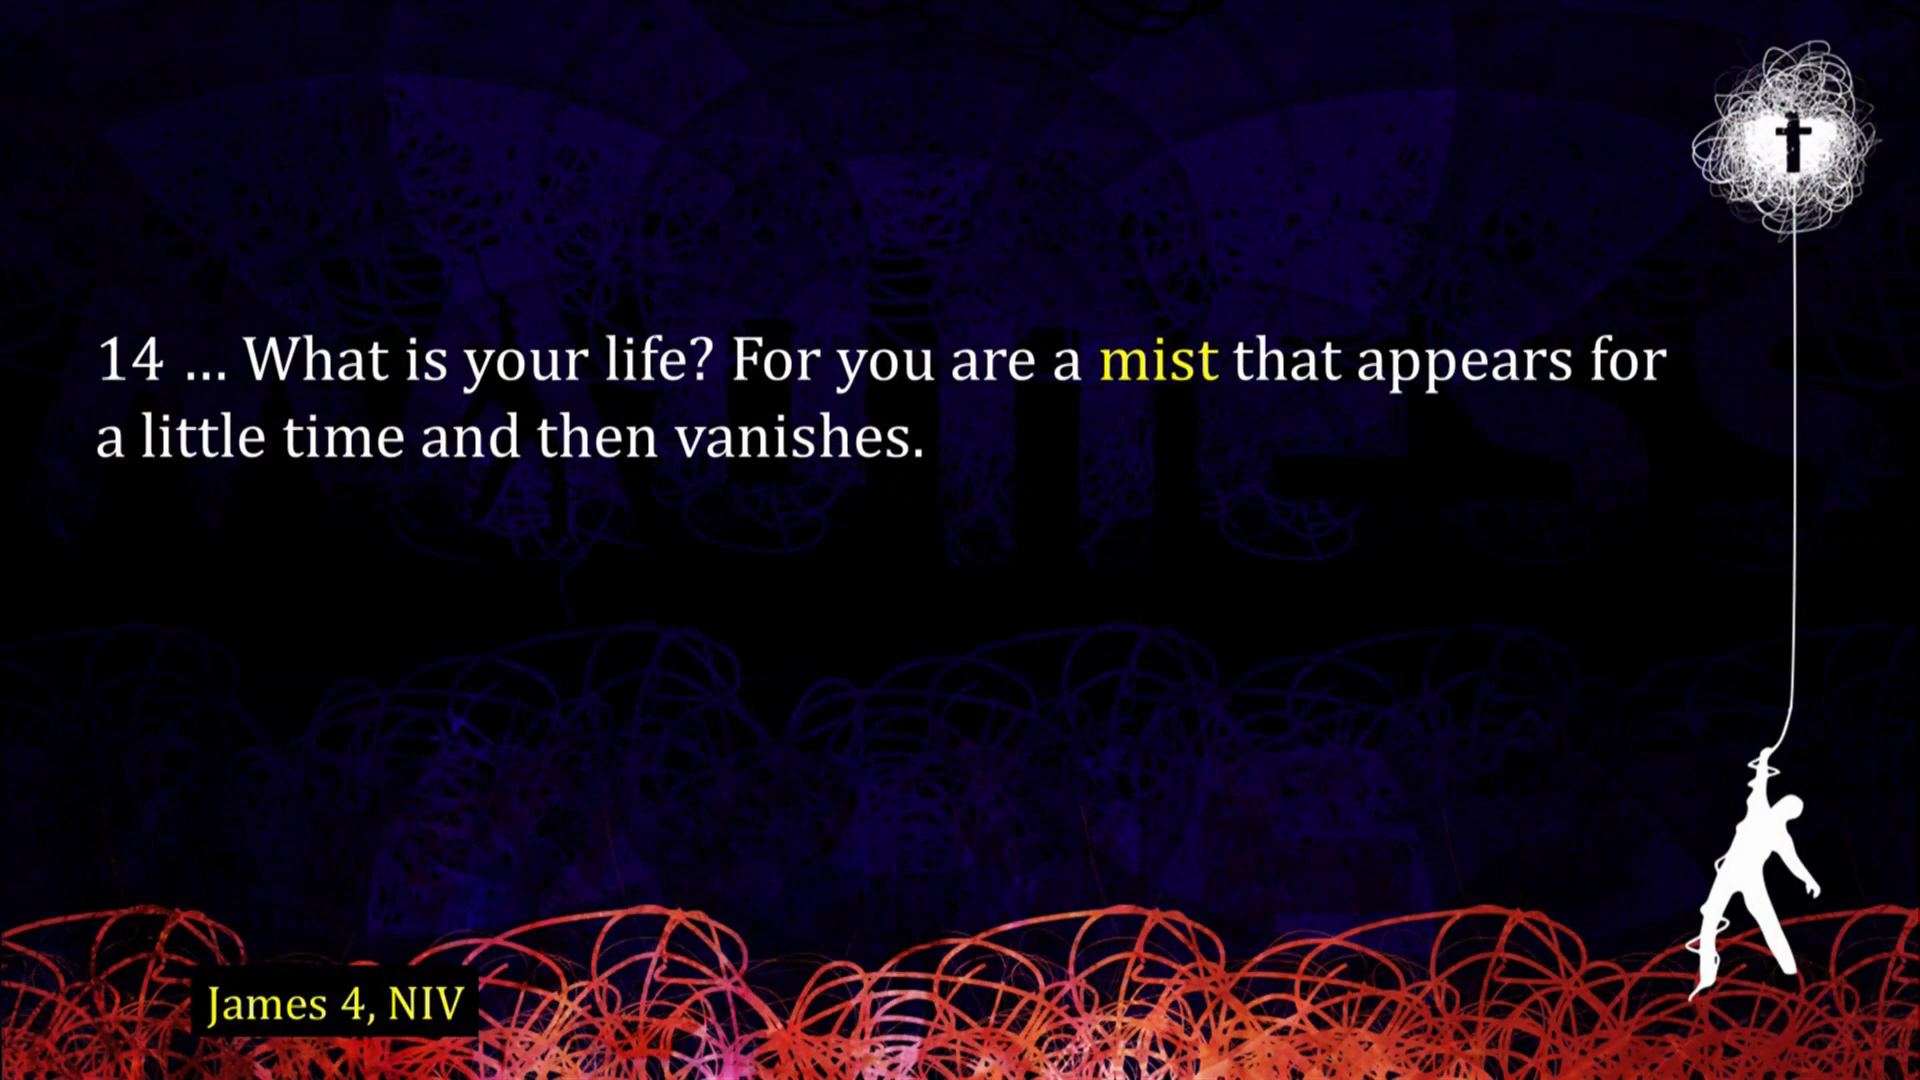 14 ... What is your life? For you are a mist that appears for
a little time and then vanishes.
James 4, NIV